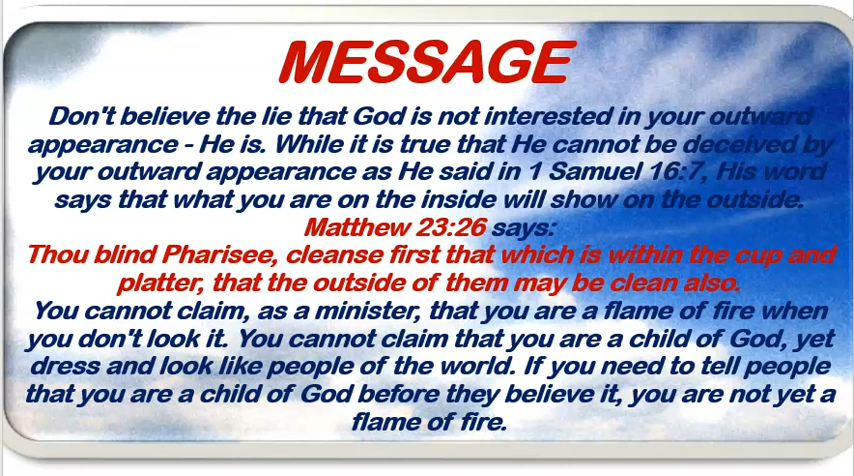 MESSAGE
Don't believe the lie that God is not interested in your outward
appearance - He is. While it is true that He cannot be deceived by
your outward appearance as He said in 1 Samuel 16:7, His word
says that what you are on the inside will show on the outside.
Matthew 23:26 says:
Thou blind Pharisee, cleanse first that which is within the cup and
platter, that the outside of them may be clean also.
You cannot claim, as a minister, that you are a flame of fire when
you don't look it. You cannot claim that you are a child of God, yet
dress and look like people of the world. If you need to tell people
that you are a child of God before they believe it, you are not yet a
flame of fire.